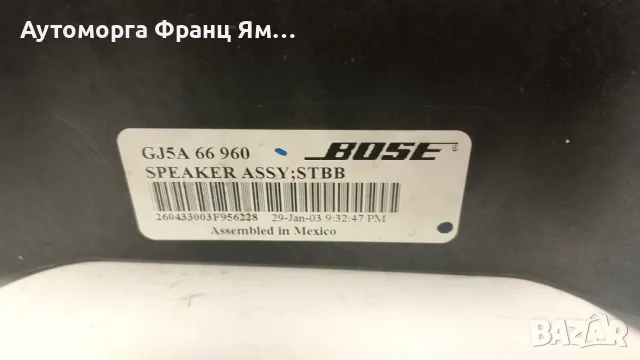 Автоморга Франц Ям...
GJ5A 66 960 BOSE
SPEAKER ASSY;STBB
260433003F956228 29-Jan-03 9:32:47 PM
Assembled in Mexico
BAZAR